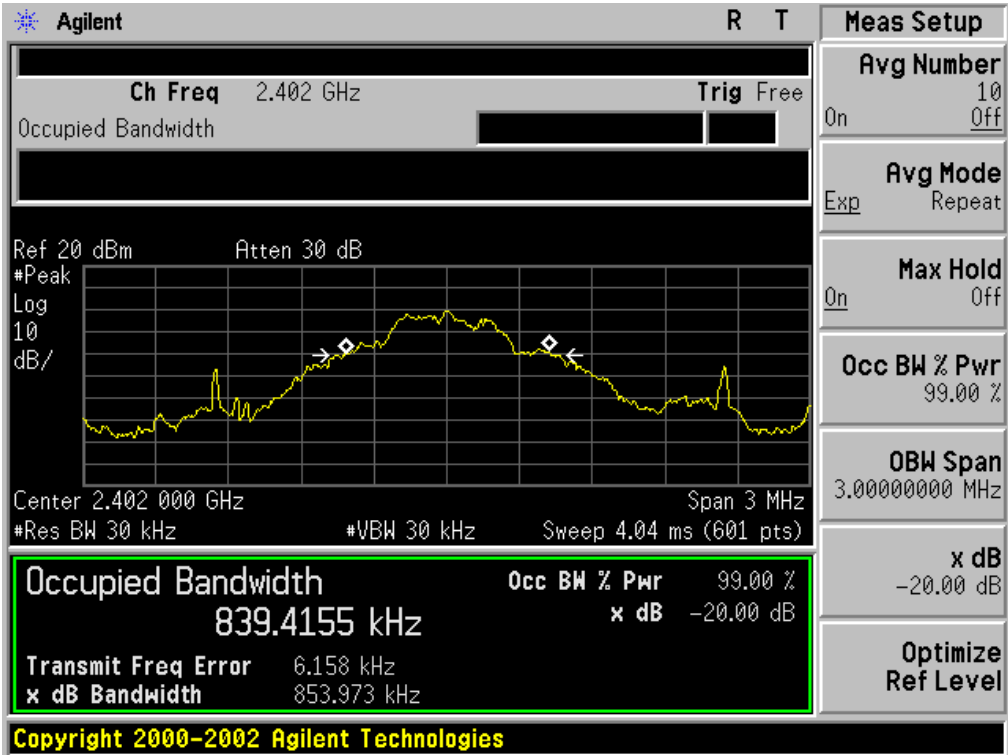 Agilent R T
Meas Setup
Ch Freq 2.402 GHz Trig Free
Occupied Bandwidth
Ref 20 dBm Atten 30 dB
#Peak
Log
10
dB/
Center 2.402 000 GHz Span 3 MHz
#Res BW 30 kHz #VBW 30 kHz Sweep 4.04 ms (601 pts)
Occupied Bandwidth
839.4155 kHz
Occ BW % Pwr 99.00 %
x dB -20.00 dB
Transmit Freq Error 6.158 kHz
x dB Bandwidth 853.973 kHz
Avg Number
10
On Off
Avg Mode
Exp Repeat
Max Hold
On Off
Occ BW % Pwr
99.00 %
OBW Span
3.00000000 MHz
x dB
-20.00 dB
Optimize
Ref Level
Copyright 2000-2002 Agilent Technologies